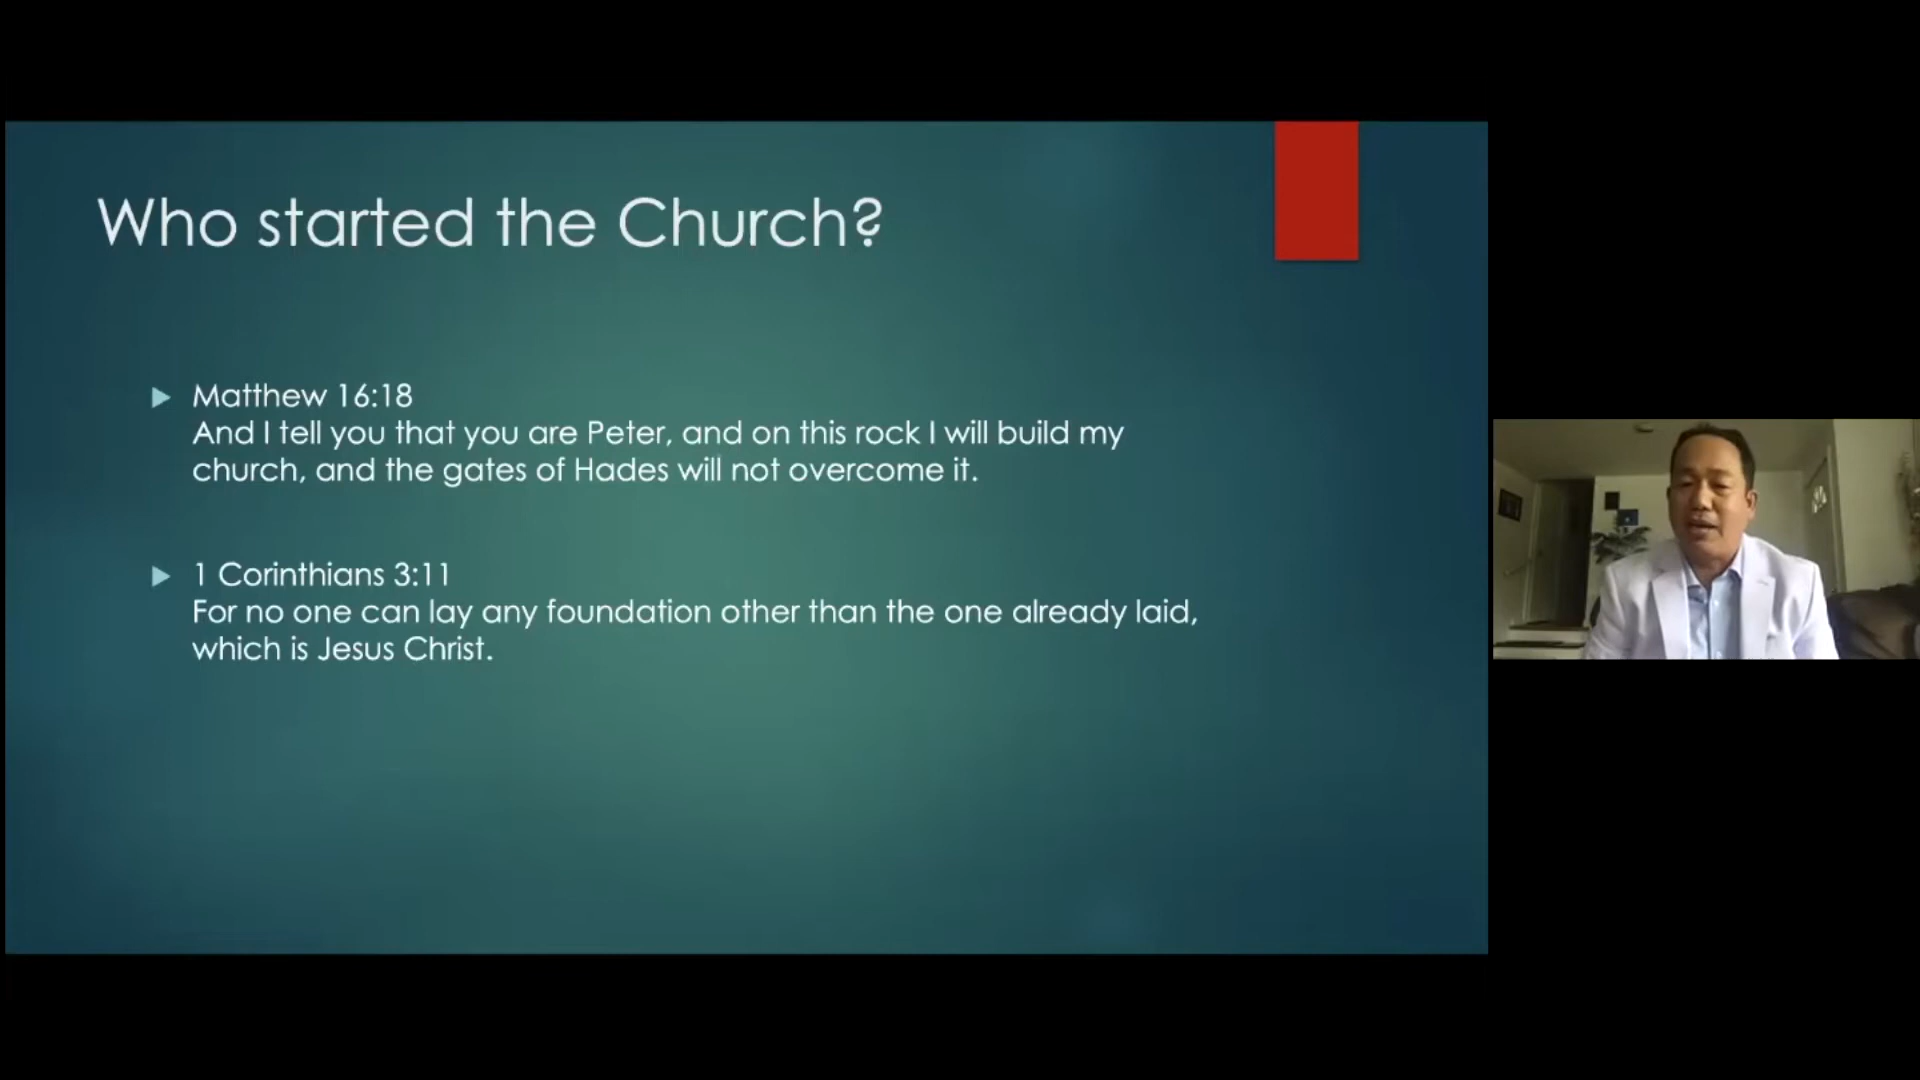 Who started the Church?
Matthew 16:18
And I tell you that you are Peter, and on this rock I will build my
church, and the gates of Hades will not overcome it.
1 Corinthians 3:11
For no one can lay any foundation other than the one already laid,
which is Jesus Christ.